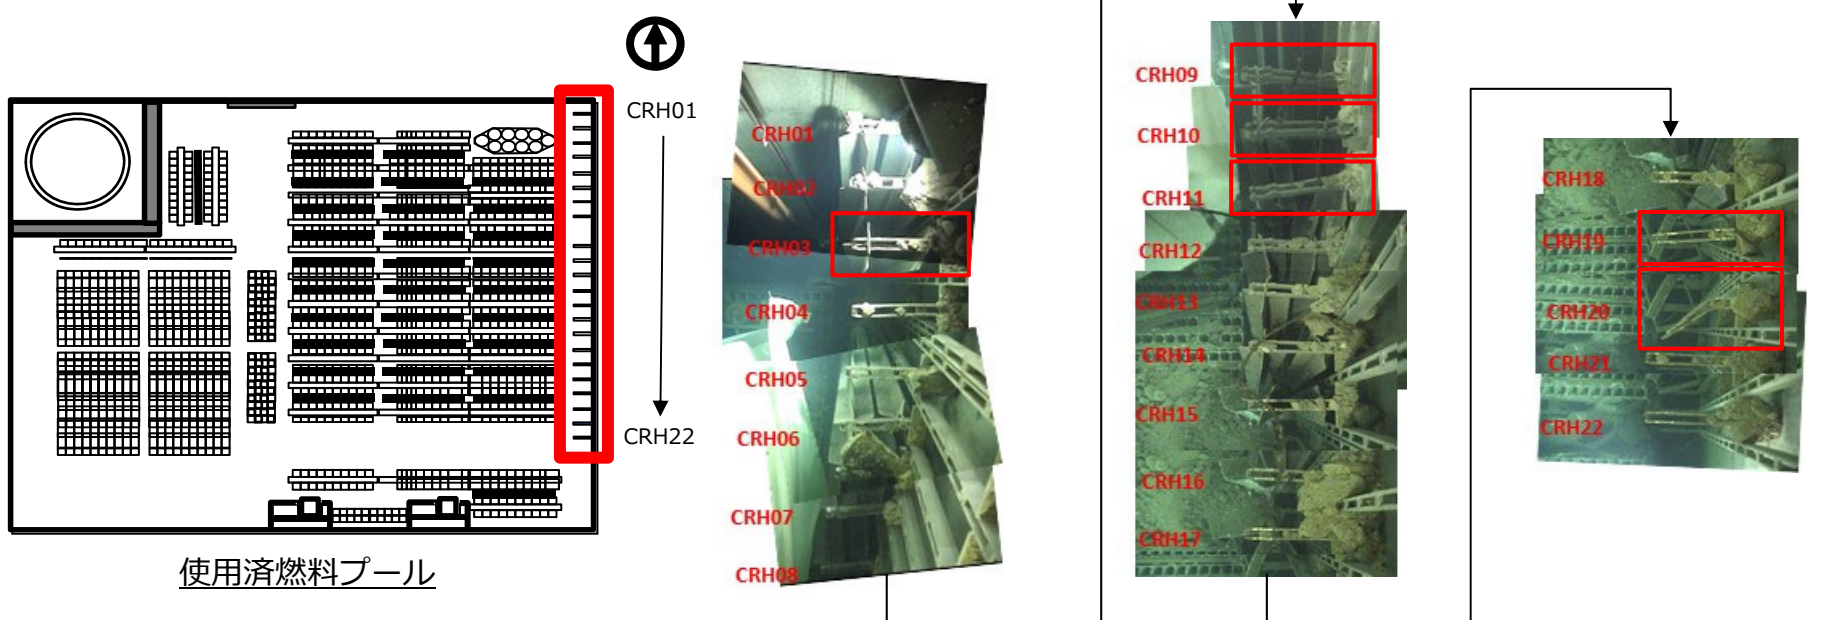 CRH01
CRH22
使用済燃料プール
CRH01
CRH02
CRH03
CRH04
CRH05
CRH06
CRH07
CRH08
CRH09
CRH10
CRH11
CRH12
CRH13
CRH14
CRH15
CRH16
CRH17
CRH18
CRH19
CRH20
CRH21
CRH22